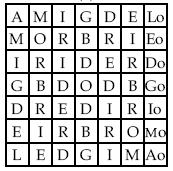 A M I G D E Lo
M O R B R I Eo
I R I D E R Do
G B D O D B Go
D R E D I R Io
E I R B R O Mo
L E D G I M Ao